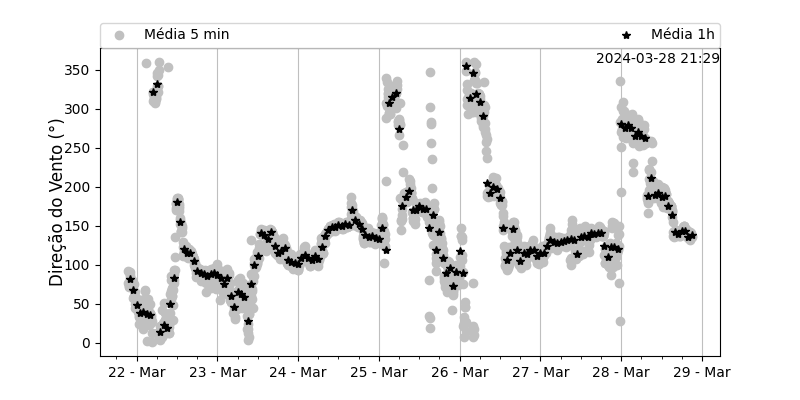 Média 5 min
Média 1h
2024-03-28 21:29
Direção do Vento (°)
350
300
250
200
150
100
50
0
22 - Mar
23 - Mar
24 - Mar
25 - Mar
26 - Mar
27 - Mar
28 - Mar
29 - Mar